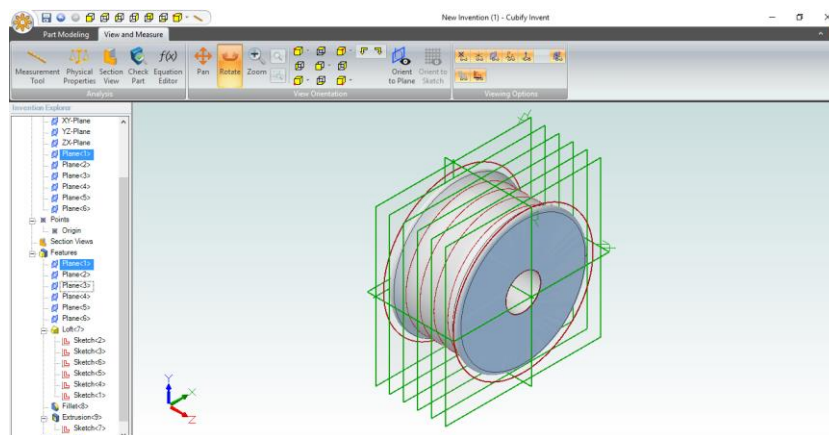 New Invention (1) - Cubify Invent
Part Modeling View and Measure
f(x)
Measurement Tool
Physical Properties
Section View
Check Part
Equation Editor
Pan
Rotate
Zoom
Orient to Plane
Orient to Sketch
Analysis
View Orientation
Viewing Options
Invention Explorer
XY-Plane
YZ-Plane
ZX-Plane
Plane<1>
Plane<2>
Plane<3>
Plane<4>
Plane<5>
Plane<6>
Points
Origin
Section Views
Features
Plane<1>
Plane<2>
Plane<3>
Plane<4>
Plane<5>
Plane<6>
Loft<7>
Sketch<2>
Sketch<3>
Sketch<6>
Sketch<5>
Sketch<4>
Sketch<1>
Fillet<8>
Extrusion<9>
Sketch<7>
Y
X
Z